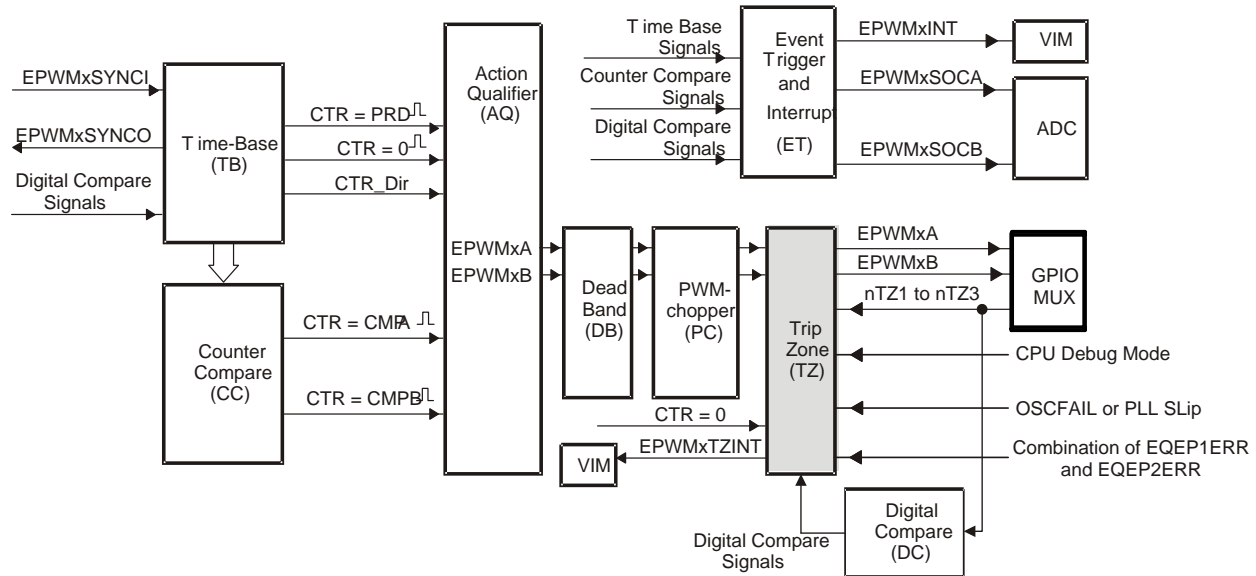 EPWMxSYNCI
EPWMxSYNCO
Digital Compare
Signals
Time-Base
(TB)
CTR = PRD
CTR = 0
CTR_Dir
Counter
Compare
(CC)
CTR = CMPA
CTR = CMPB
Action
Qualifier
(AQ)
EPWMxA
EPWMxB
Dead
Band
(DB)
PWM-
chopper
(PC)
Time Base
Signals
Counter Compare
Signals
Digital Compare
Signals
Event
Trigger
and
Interrupt
(ET)
EPWMxINT
EPWMxSOCA
EPWMxSOCB
VIM
ADC
Trip
Zone
(TZ)
EPWMxA
EPWMxB
nTZ1 to nTZ3
GPIO
MUX
CPU Debug Mode
OSCFAIL or PLL SLip
Combination of EQEP1ERR
and EQEP2ERR
CTR = 0
EPWMxTZINT
VIM
Digital Compare
Signals
Digital
Compare
(DC)